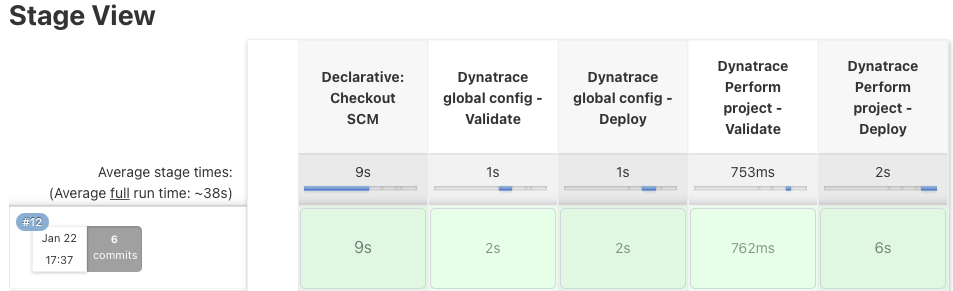 Stage View
Declarative:
Checkout
SCM
Dynatrace
global config -
Validate
Dynatrace
global config -
Deploy
Dynatrace
Perform
project -
Validate
Dynatrace
Perform
project -
Deploy
Average stage times:
(Average full run time: ~38s)
9s
1s
1s
753ms
2s
#12
Jan 22
17:37
6
commits
9s
2s
2s
762ms
6s